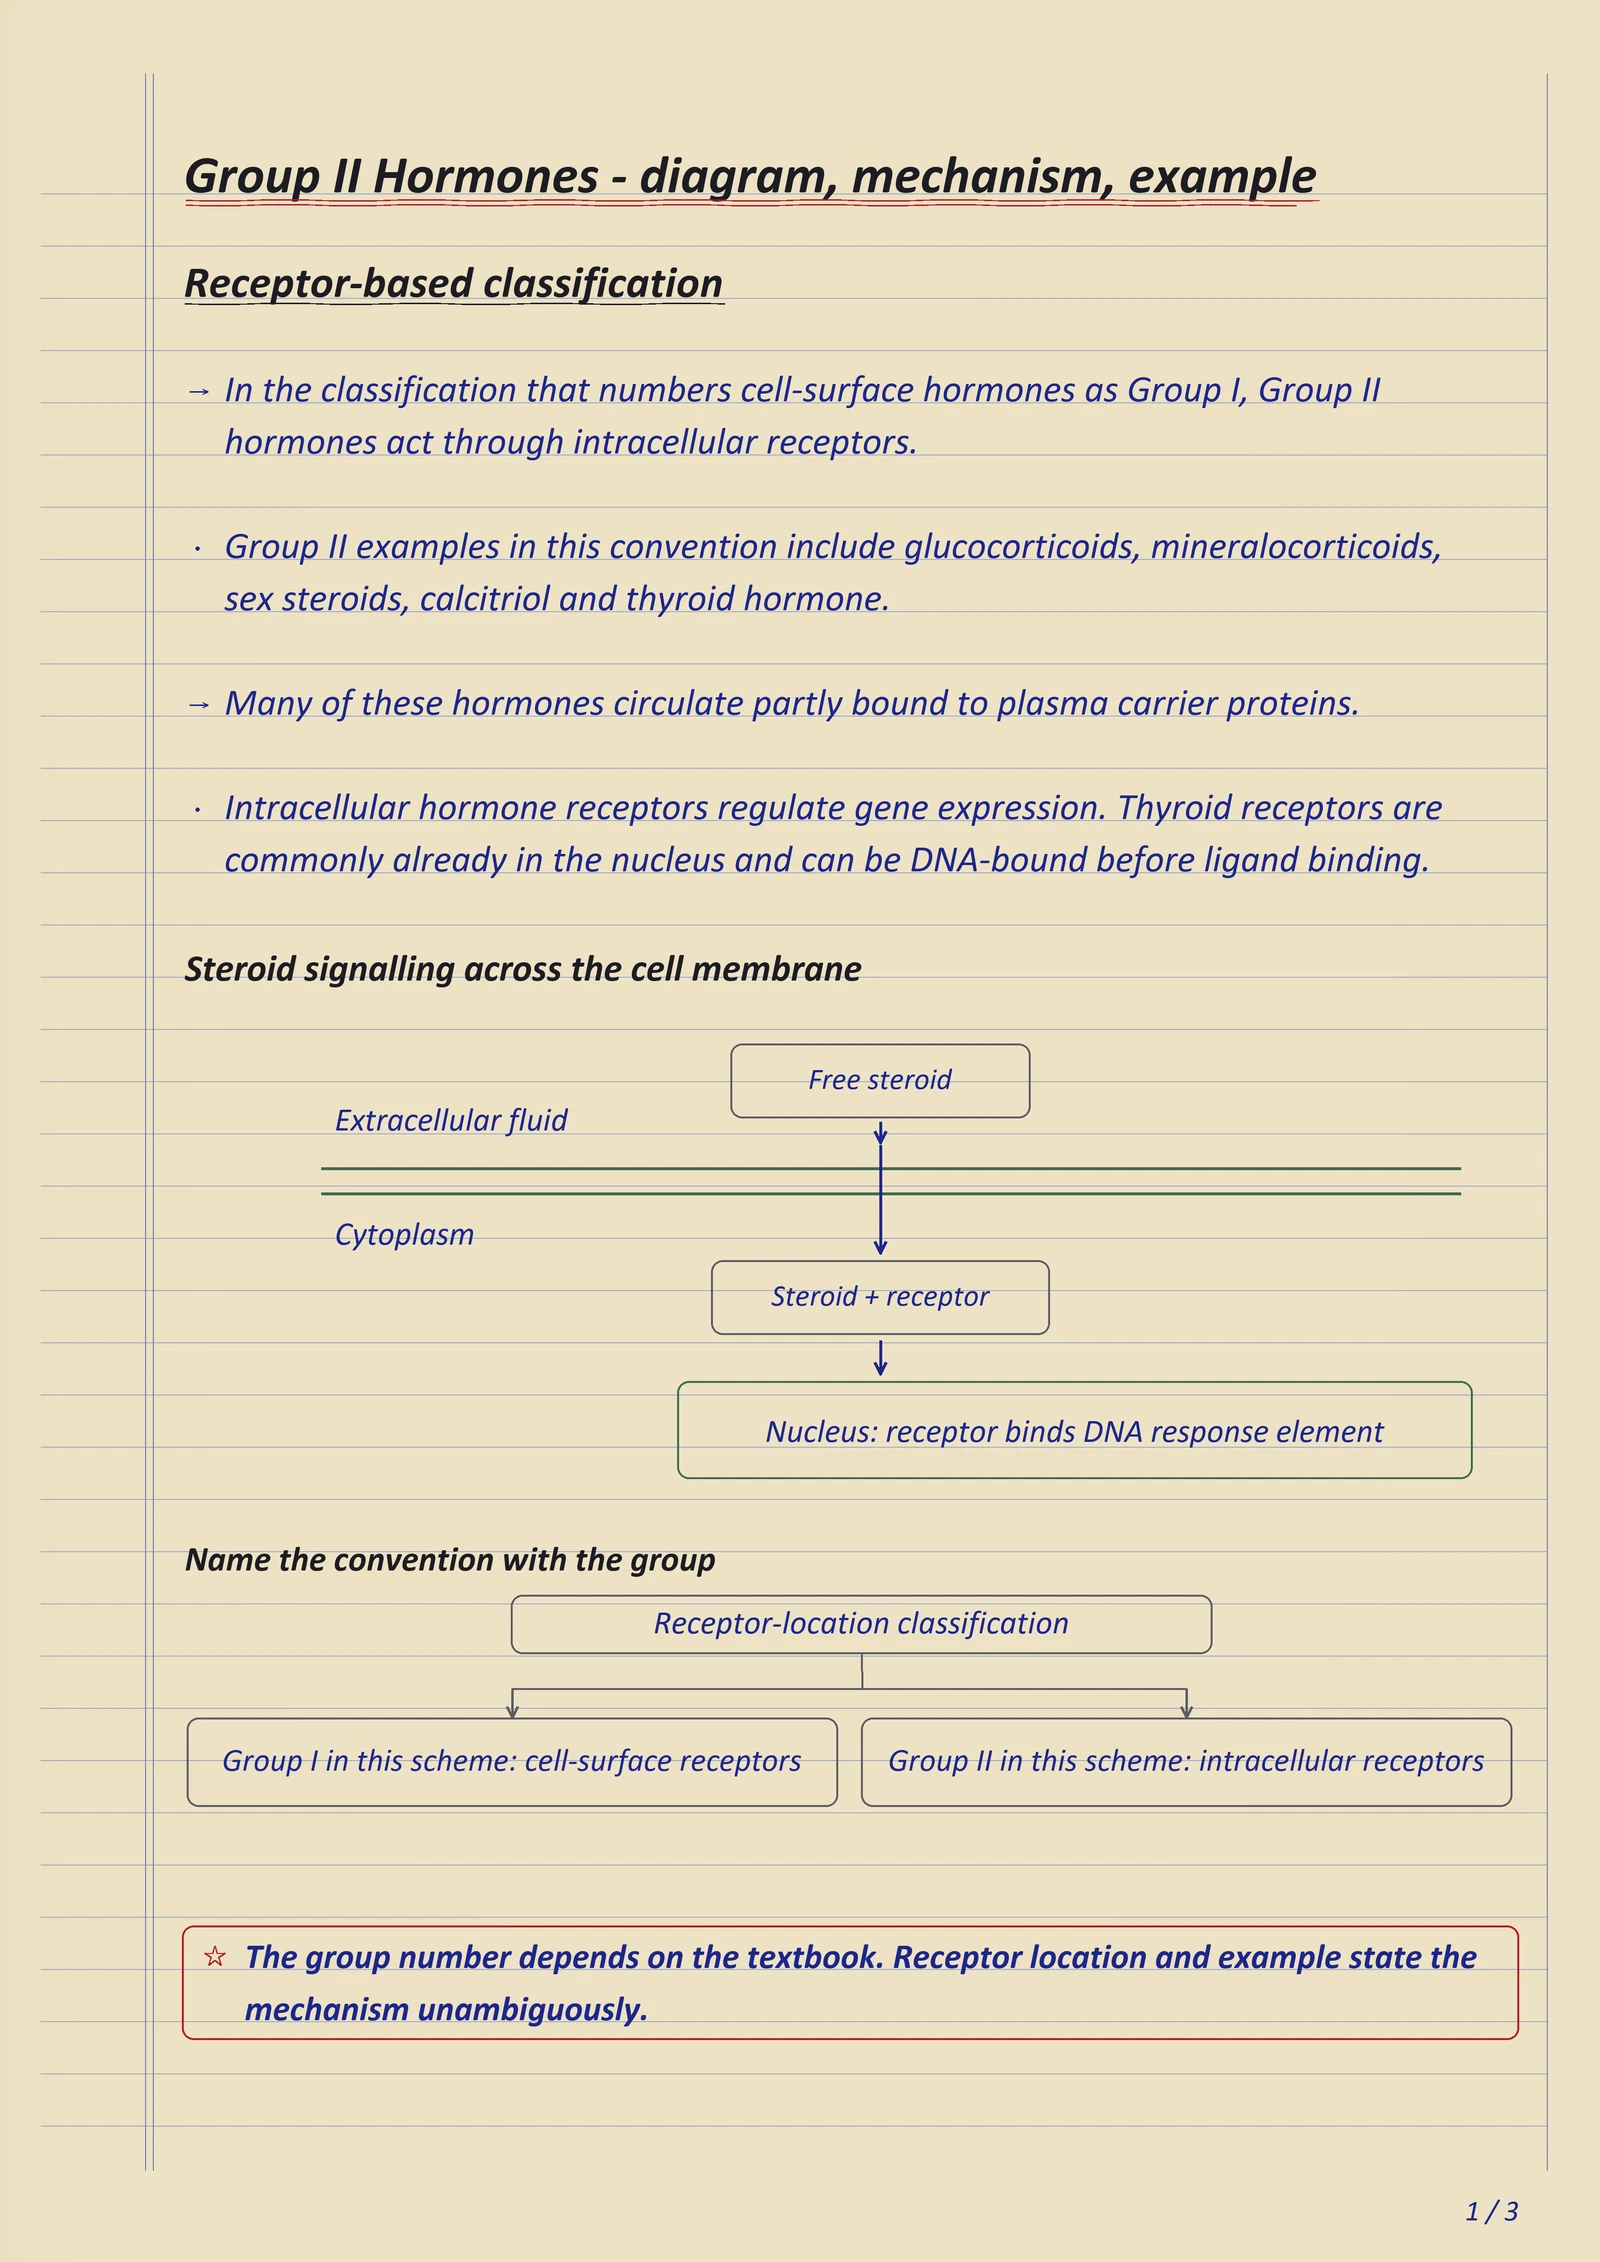 Group II Hormones - diagram, mechanism, example
Receptor-based classification
→ In the classification that numbers cell-surface hormones as Group I, Group II
hormones act through intracellular receptors.
· Group II examples in this convention include glucocorticoids, mineralocorticoids,
sex steroids, calcitriol and thyroid hormone.
→ Many of these hormones circulate partly bound to plasma carrier proteins.
· Intracellular hormone receptors regulate gene expression. Thyroid receptors are
commonly already in the nucleus and can be DNA-bound before ligand binding.
Steroid signalling across the cell membrane
Free steroid
Extracellular fluid
Cytoplasm
Steroid + receptor
Nucleus: receptor binds DNA response element
Name the convention with the group
Receptor-location classification
Group I in this scheme: cell-surface receptors
Group II in this scheme: intracellular receptors
☆ The group number depends on the textbook. Receptor location and example state the
mechanism unambiguously.
1 / 3